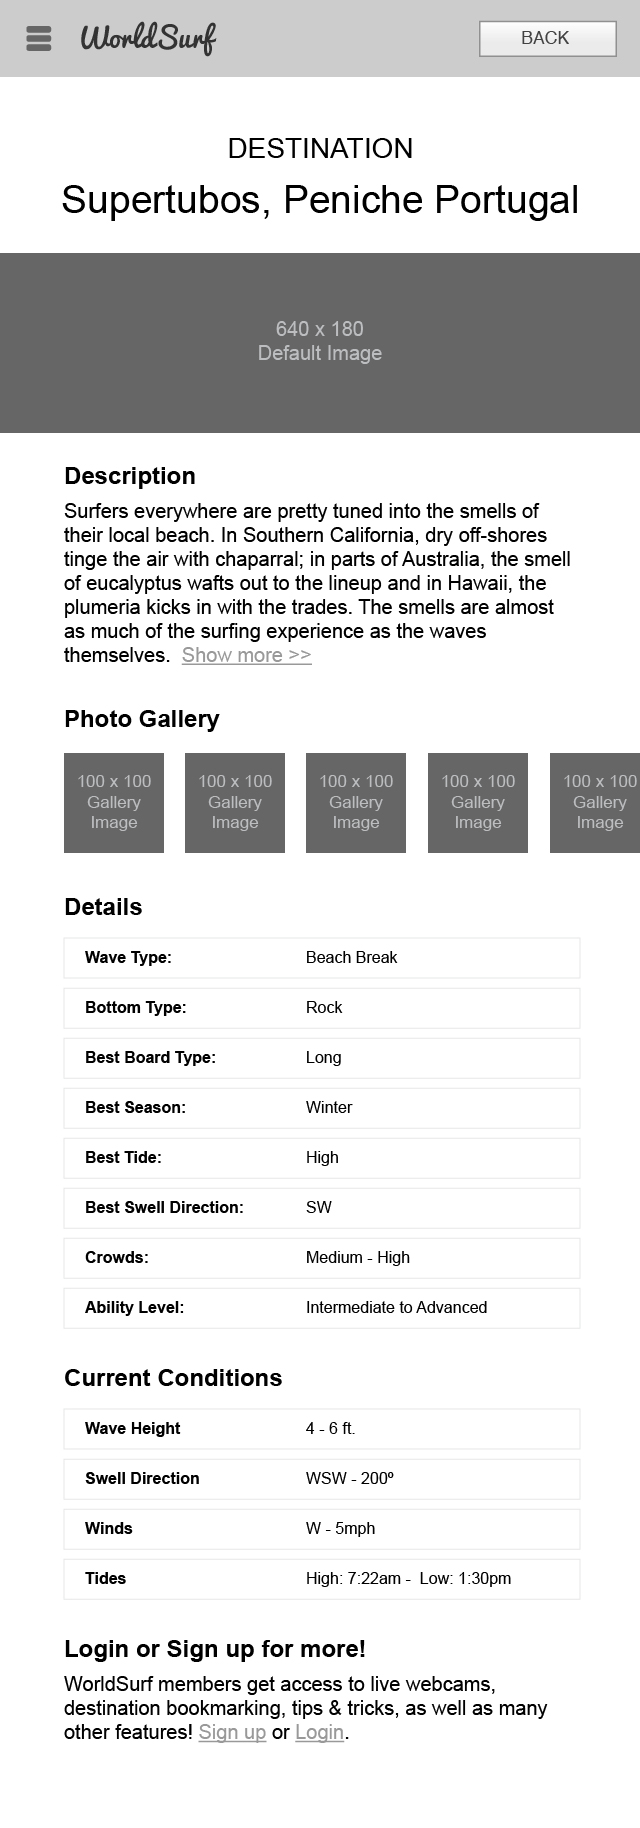 WorldSurf
BACK
DESTINATION
Supertubos, Peniche Portugal
640 x 180
Default Image
Description
Surfers everywhere are pretty tuned into the smells of
their local beach. In Southern California, dry off-shores
tinge the air with chaparral; in parts of Australia, the smell
of eucalyptus wafts out to the lineup and in Hawaii, the
plumeria kicks in with the trades. The smells are almost
as much of the surfing experience as the waves
themselves.  Show more >>
Photo Gallery
100 x 100
Gallery
Image
100 x 100
Gallery
Image
100 x 100
Gallery
Image
100 x 100
Gallery
Image
100 x 100
Gallery
Image
Details
Wave Type: Beach Break
Bottom Type: Rock
Best Board Type: Long
Best Season: Winter
Best Tide: High
Best Swell Direction: SW
Crowds: Medium - High
Ability Level: Intermediate to Advanced
Current Conditions
Wave Height 4 - 6 ft.
Swell Direction WSW - 200º
Winds W - 5mph
Tides High: 7:22am -  Low: 1:30pm
Login or Sign up for more!
WorldSurf members get access to live webcams,
destination bookmarking, tips & tricks, as well as many
other features! Sign up or Login.